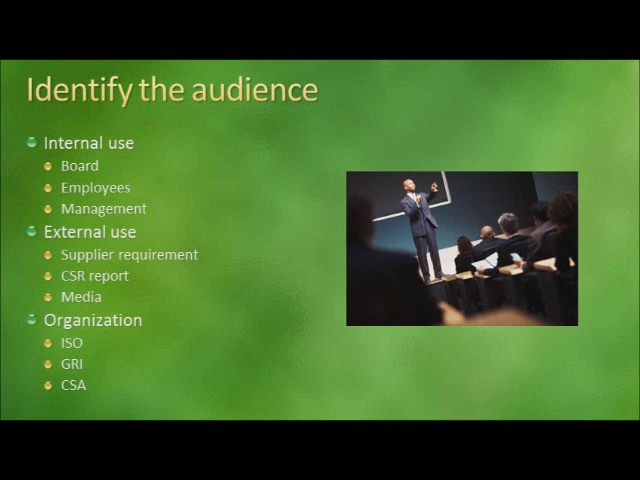 Identify the audience
Internal use
Board
Employees
Management
External use
Supplier requirement
CSR report
Media
Organization
ISO
GRI
CSA